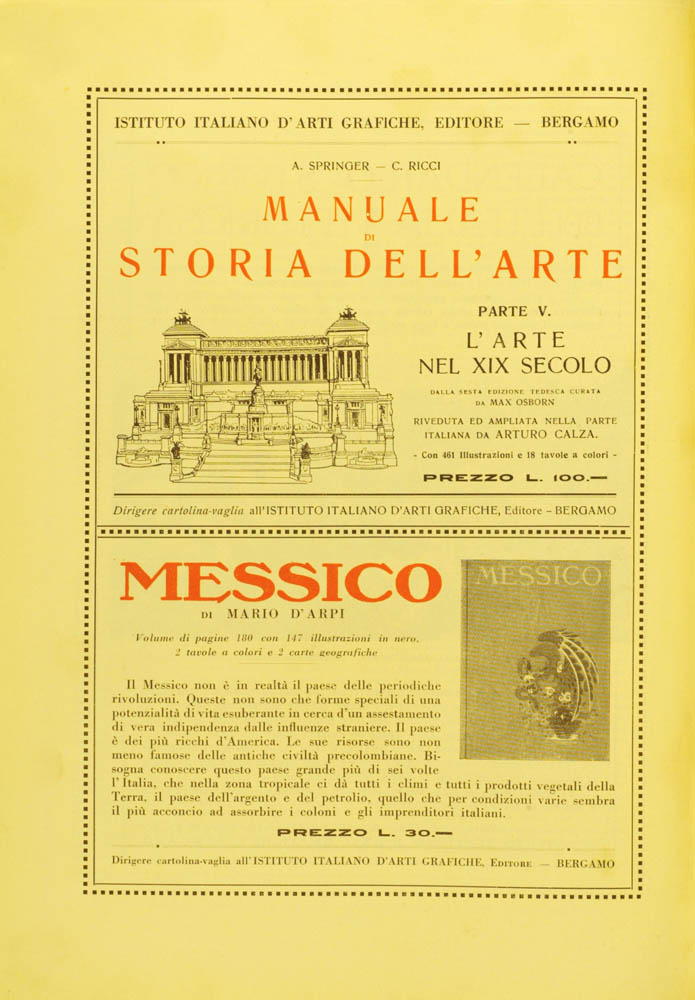 ISTITUTO ITALIANO D'ARTI GRAFICHE, EDITORE — BERGAMO
A. SPRINGER — C. RICCI
MANUALE
DI
STORIA DELL'ARTE
PARTE V.
L'ARTE
NEL XIX SECOLO
DALLA SESTA EDIZIONE TEDESCA CURATA
DA MAX OSBORN
RIVEDUTA ED AMPLIATA NELLA PARTE
ITALIANA DA ARTURO CALZA.
- Con 461 Illustrazioni e 18 tavole a colori -
PREZZO L. 100.—
Dirigere cartolina-vaglia all'ISTITUTO ITALIANO D'ARTI GRAFICHE, Editore - BERGAMO
MESSICO
DI MARIO D'ARPI
Volume di pagine 180 con 147 illustrazioni in nero,
2 tavole a colori e 2 carte geografiche
Il Messico non è in realtà il paese delle periodiche
rivoluzioni. Queste non sono che forme speciali di una
potenzialità di vita esuberante in cerca d'un assestamento
di vera indipendenza dalle influenze straniere. Il paese
è dei più ricchi d'America. Le sue risorse sono non
meno famose delle antiche civiltà precolombiane. Bi-
sogna conoscere questo paese grande più di sei volte
l'Italia, che nella zona tropicale ci dà tutti i climi e tutti i prodotti vegetali della
Terra, il paese dell'argento e del petrolio, quello che per condizioni varie sembra
il più acconcio ad assorbire i coloni e gli imprenditori italiani.
PREZZO L. 30.—
MESSICO
Dirigere cartolina-vaglia all'ISTITUTO ITALIANO D'ARTI GRAFICHE, EDITORE — BERGAMO